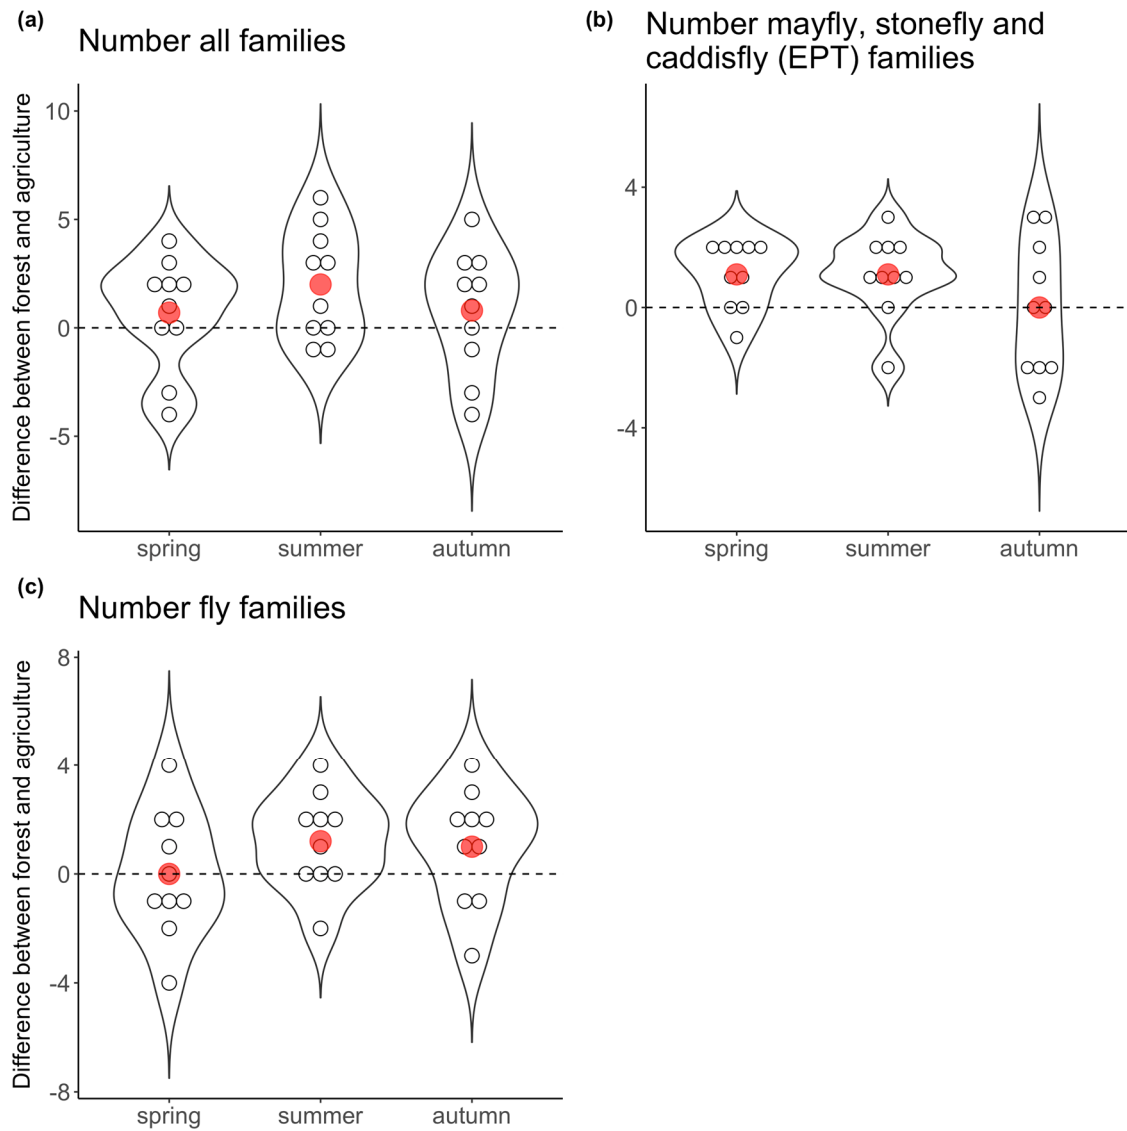 (a)
Number all families
Difference between forest and agriculture
10
5
0
-5
spring summer autumn
(b)
Number mayfly, stonefly and
caddisfly (EPT) families
4
0
-4
spring summer autumn
(c)
Number fly families
Difference between forest and agriculture
8
4
0
-4
-8
spring summer autumn